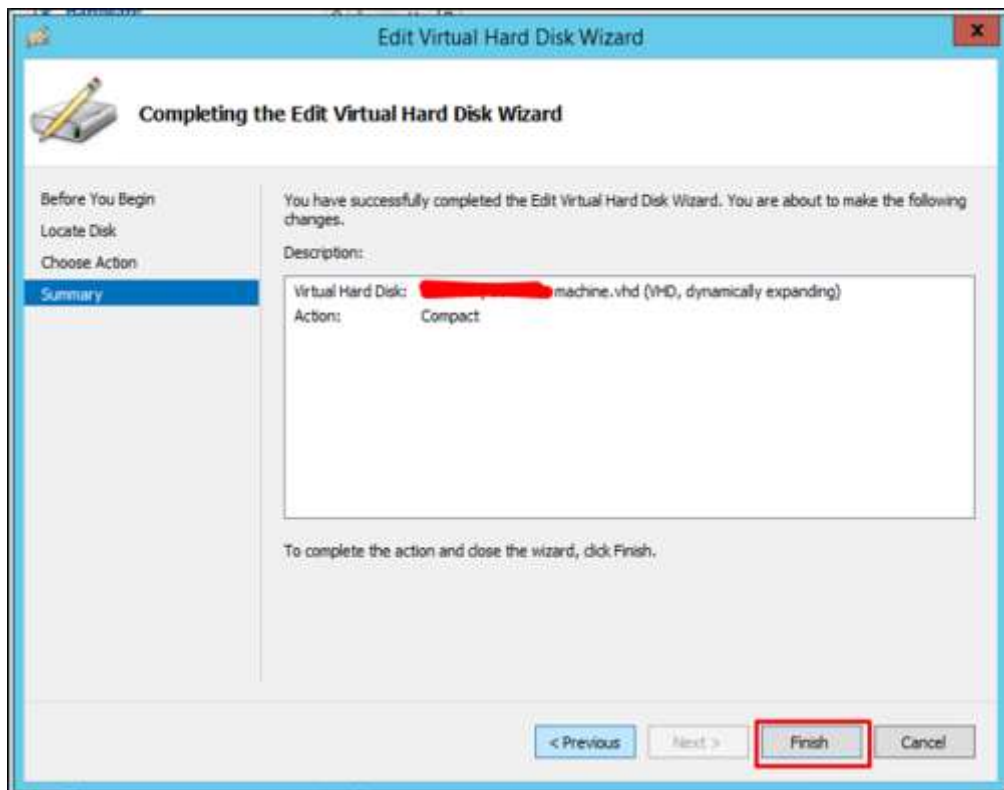 Edit Virtual Hard Disk Wizard
x
Completing the Edit Virtual Hard Disk Wizard
Before You Begin
Locate Disk
Choose Action
Summary
You have successfully completed the Edit Virtual Hard Disk Wizard. You are about to make the following
changes.
Description:
Virtual Hard Disk: machine.vhd (VHD, dynamically expanding)
Action: Compact
To complete the action and close the wizard, click Finish.
< Previous
Next >
Finish
Cancel